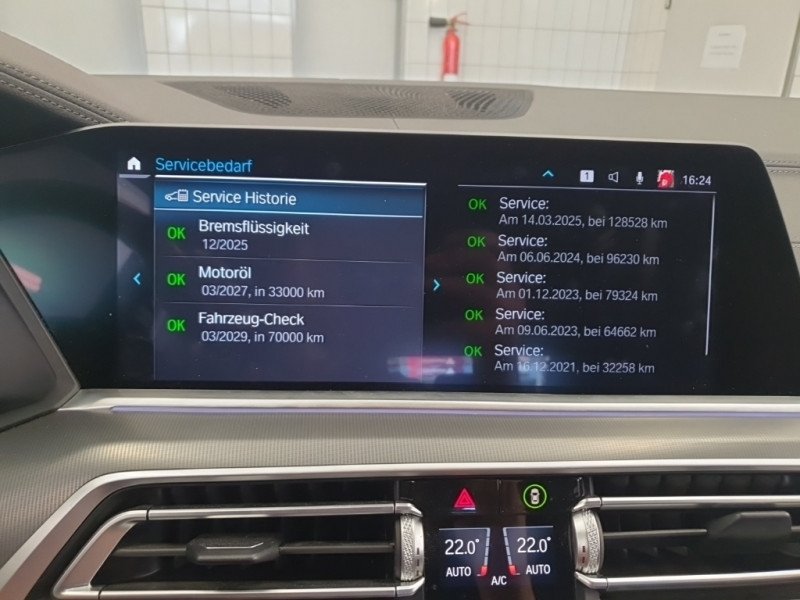 Servicebedarf
1
16:24
Service Historie
OK Bremsflüssigkeit
12/2025
OK Motoröl
03/2027, in 33000 km
OK Fahrzeug-Check
03/2029, in 70000 km
OK Service:
Am 14.03.2025, bei 128528 km
OK Service:
Am 06.06.2024, bei 96230 km
OK Service:
Am 01.12.2023, bei 79324 km
OK Service:
Am 09.06.2023, bei 64662 km
OK Service:
Am 16.12.2021, bei 32258 km
22.0° 22.0°
AUTO A/C AUTO